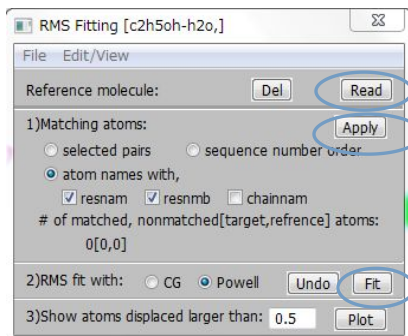 RMS Fitting [c2h5oh-h2o,]
File Edit/View
Reference molecule: Del Read
1)Matching atoms: Apply
selected pairs sequence number order
atom names with,
resnam resnmb chainnam
# of matched, nonmatched[target,refrence] atoms:
0[0,0]
2)RMS fit with: CG Powell Undo Fit
3)Show atoms displaced larger than: 0.5 Plot